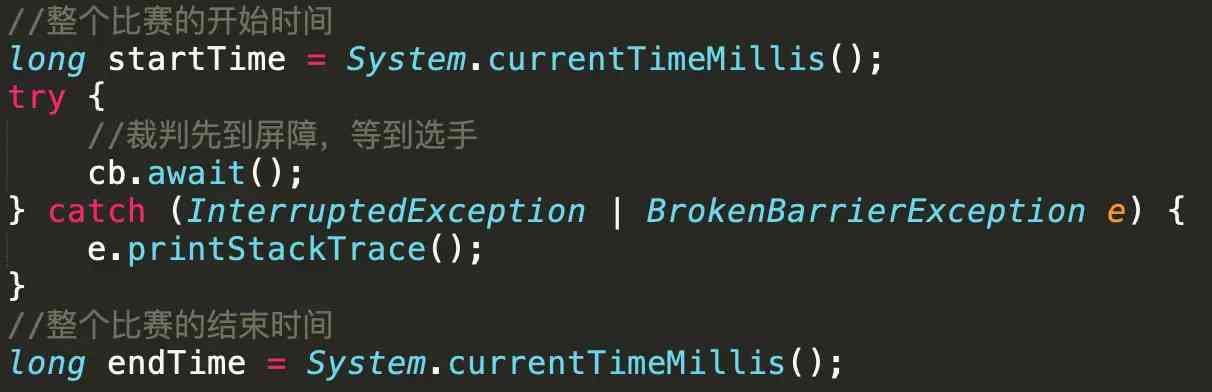 //整个比赛的开始时间
long startTime = System.currentTimeMillis();
try {
    //裁判先到屏障，等到选手
    cb.await();
} catch (InterruptedException | BrokenBarrierException e) {
    e.printStackTrace();
}
//整个比赛的结束时间
long endTime = System.currentTimeMillis();